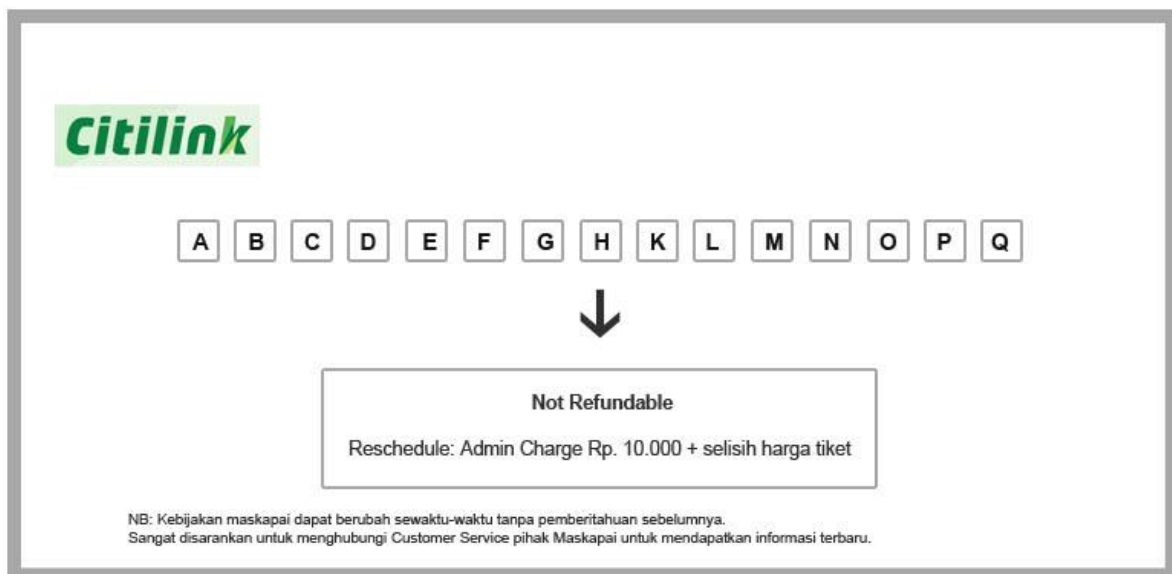 Citilink
A B C D E F G H K L M N O P Q
Not Refundable
Reschedule: Admin Charge Rp. 10.000 + selisih harga tiket
NB: Kebijakan maskapai dapat berubah sewaktu-waktu tanpa pemberitahuan sebelumnya.
Sangat disarankan untuk menghubungi Customer Service pihak Maskapai untuk mendapatkan informasi terbaru.